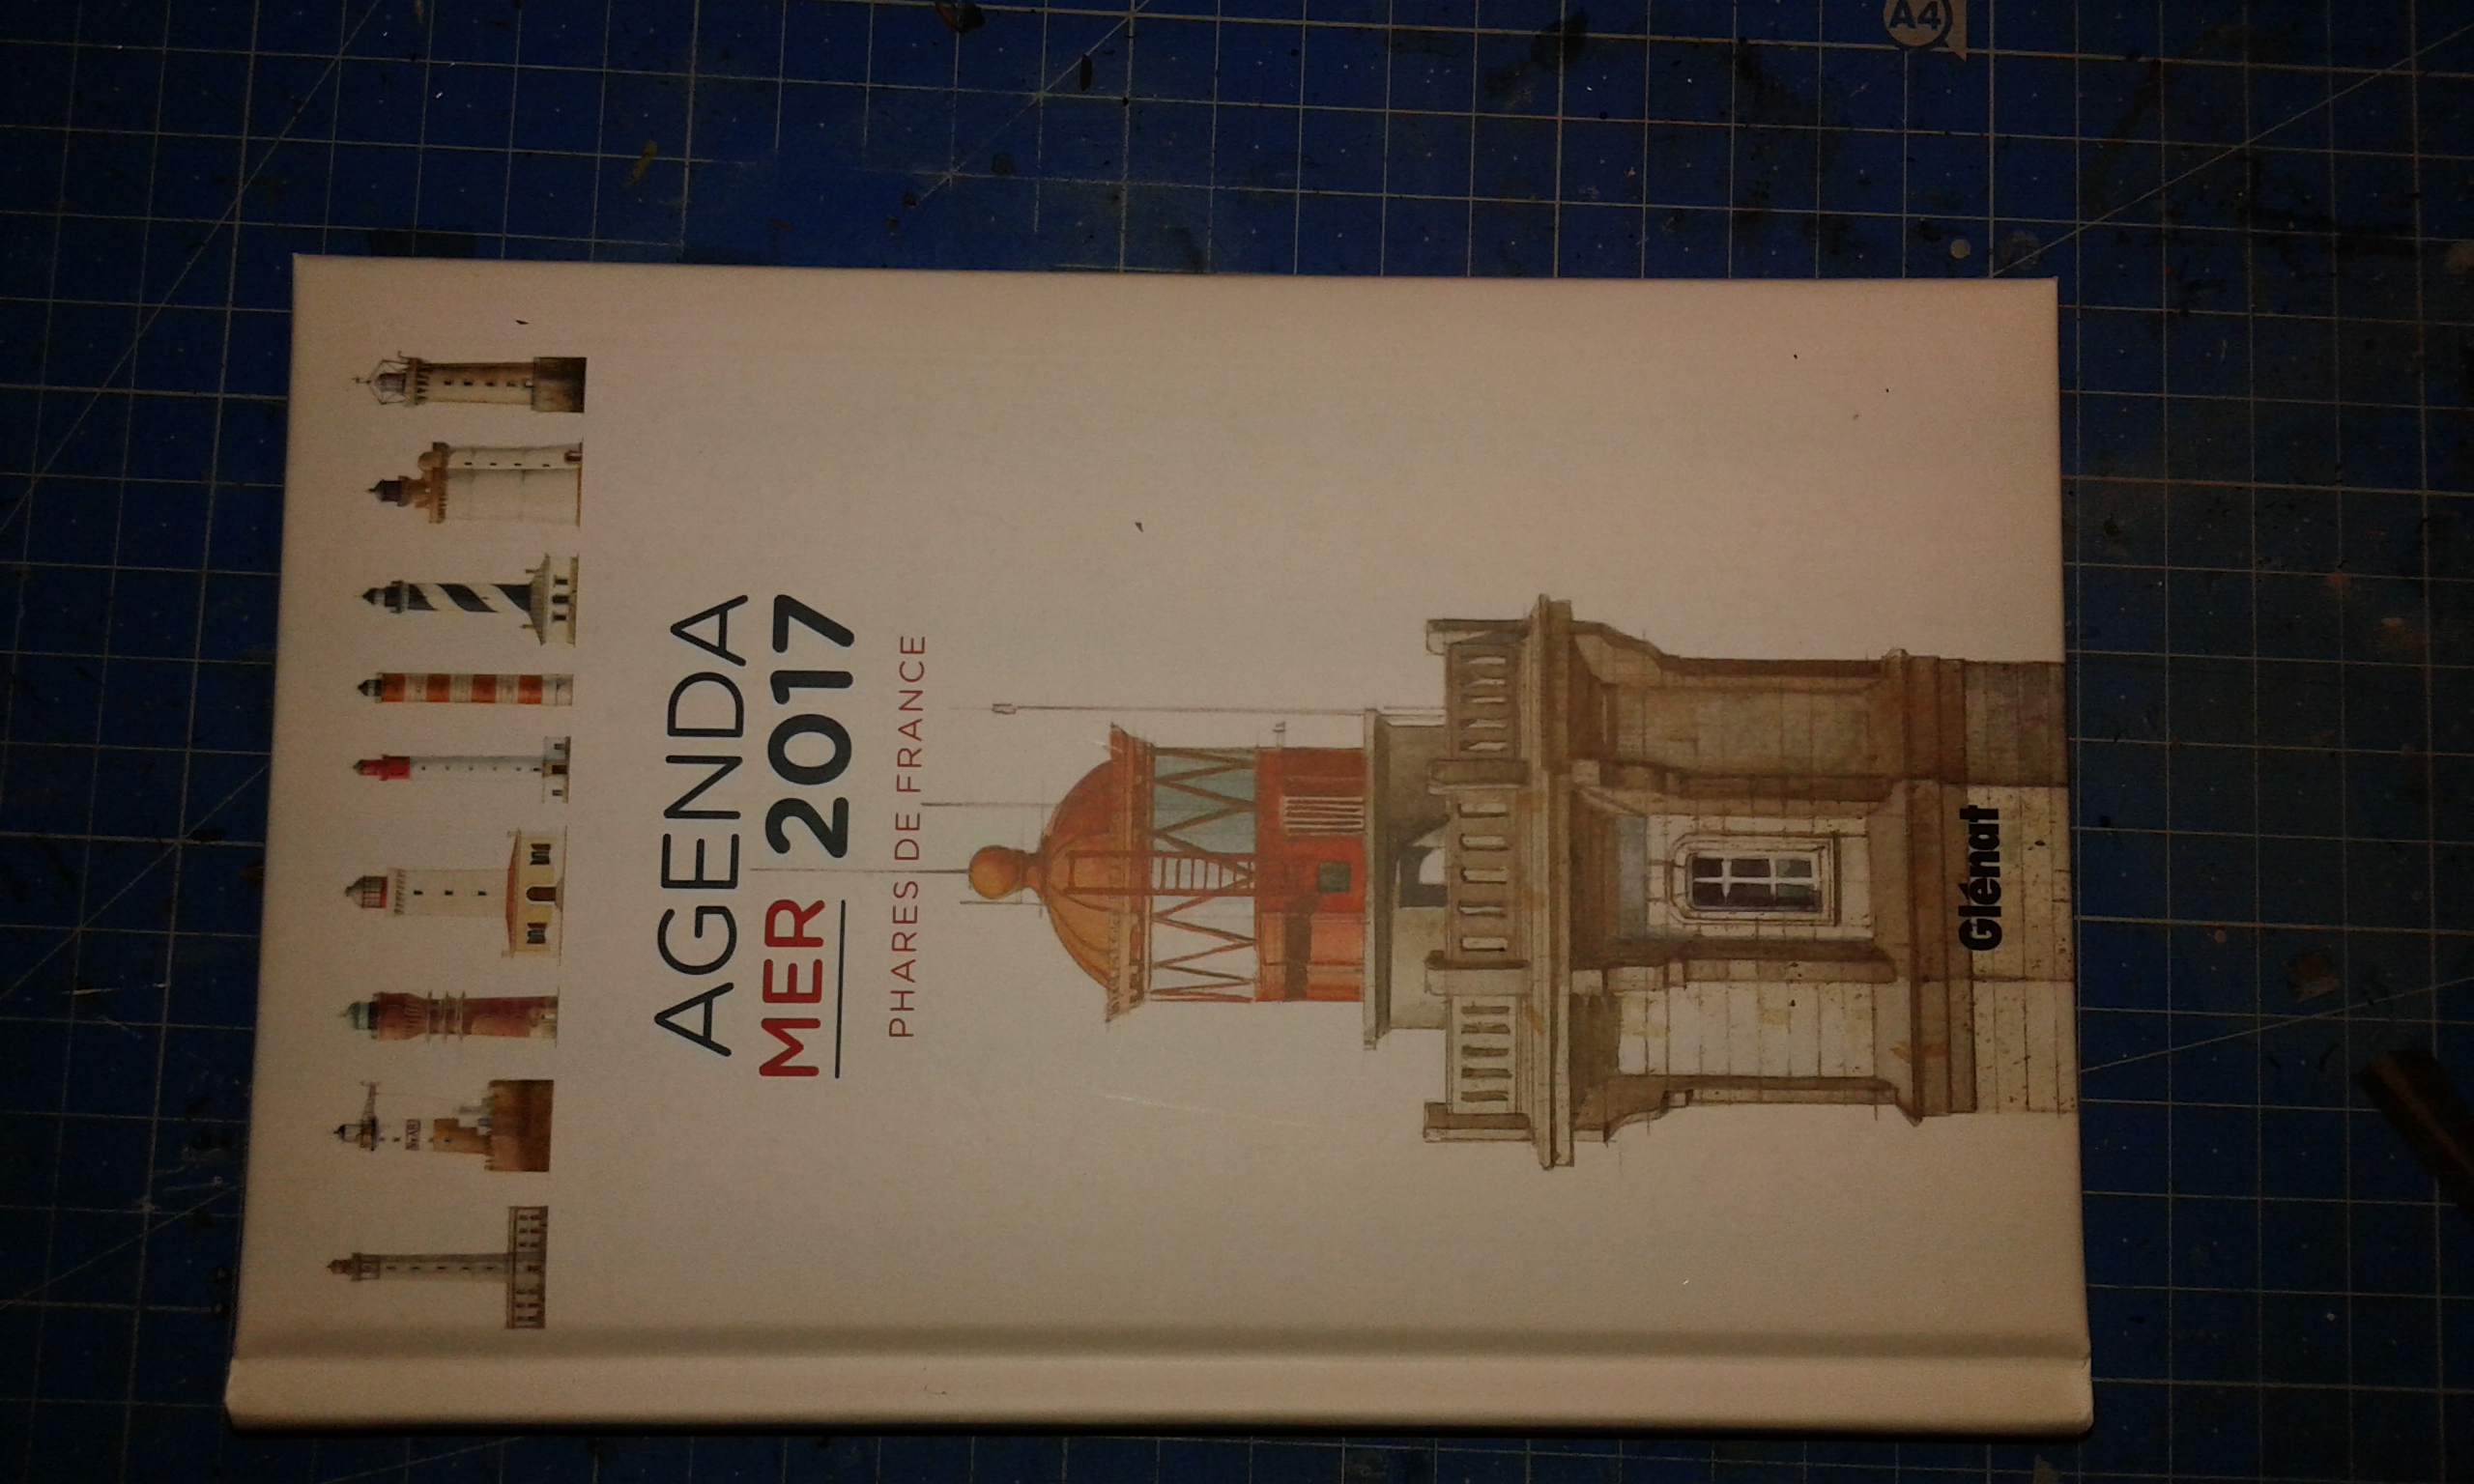 AGENDA
MER 2017
PHARES DE FRANCE
Glénat
A4